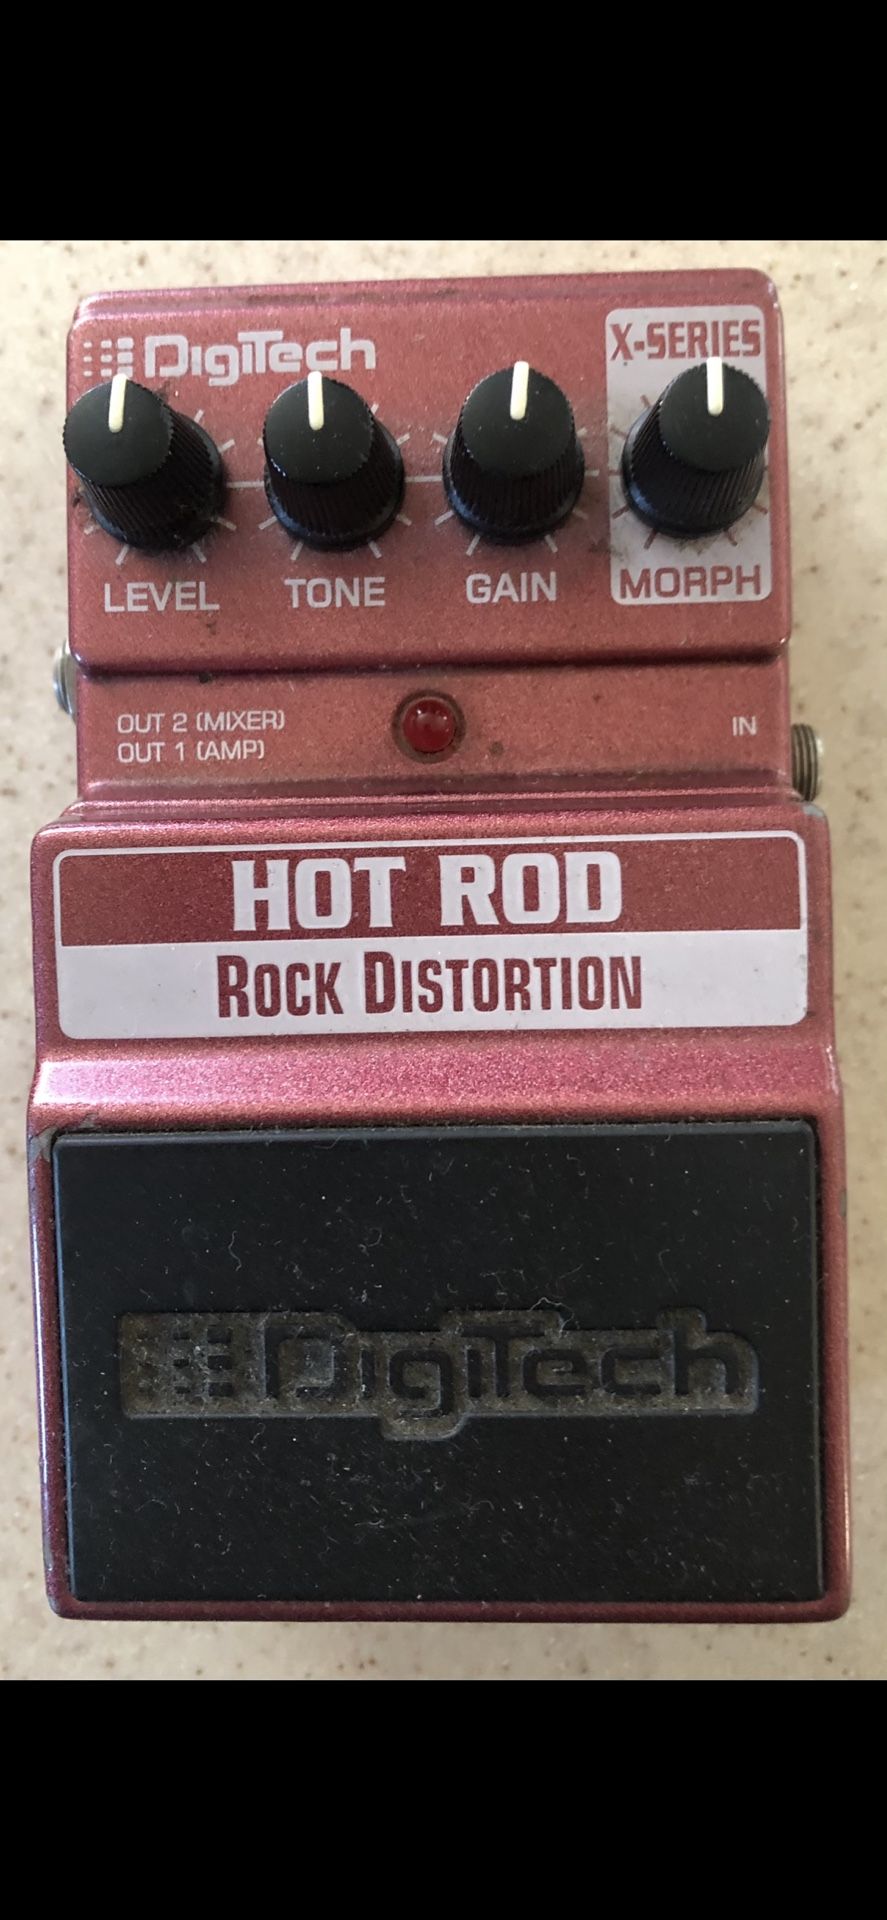 DigiTech
X-SERIES
LEVEL TONE GAIN MORPH
OUT 2 (MIXER)
OUT 1 (AMP)
IN
HOT ROD
ROCK DISTORTION
DigiTech